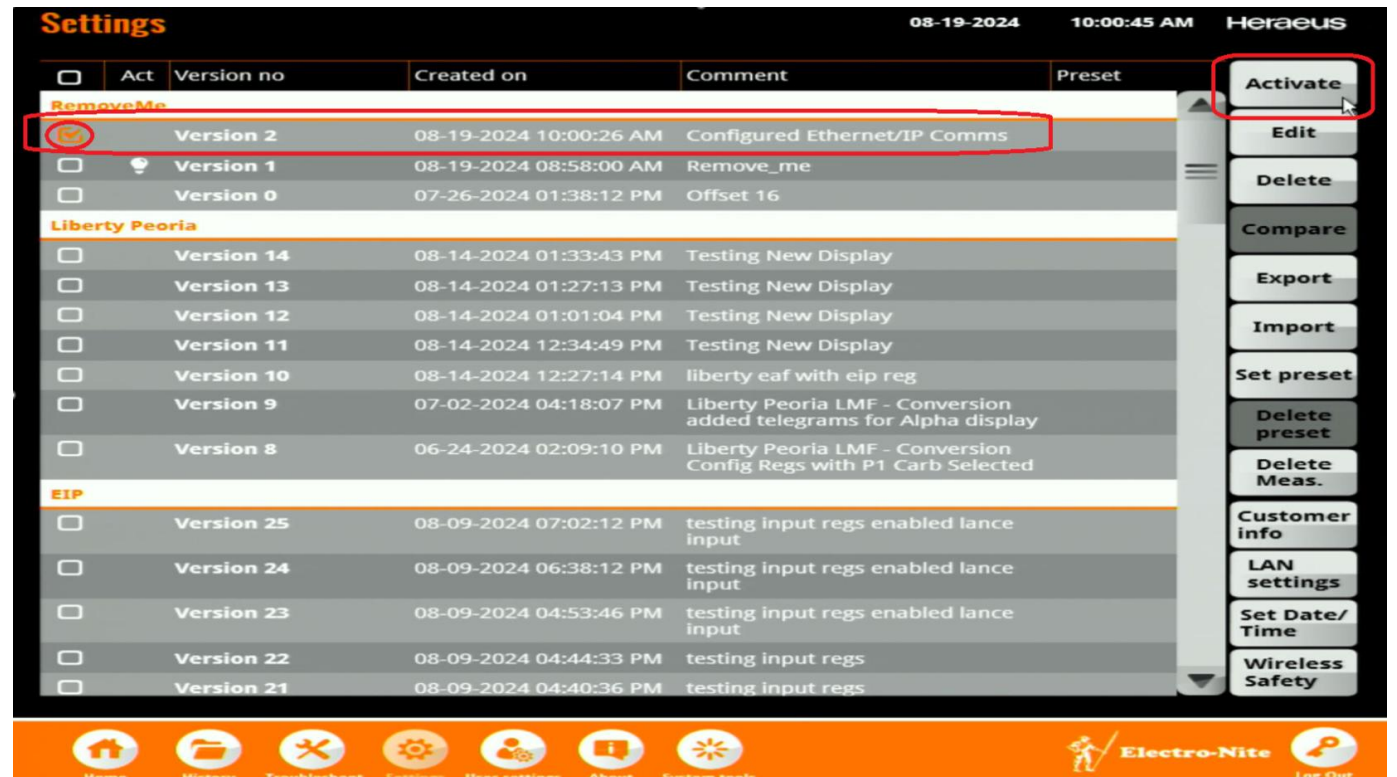 Settings
08-19-2024 10:00:45 AM Heraeus
Act Version no Created on Comment Preset
RemoveMe
Version 2 08-19-2024 10:00:26 AM Configured Ethernet/IP Comms
Version 1 08-19-2024 08:58:00 AM Remove_me
Version 0 07-26-2024 01:38:12 PM Offset 16
Liberty Peoria
Version 14 08-14-2024 01:33:43 PM Testing New Display
Version 13 08-14-2024 01:27:13 PM Testing New Display
Version 12 08-14-2024 01:01:04 PM Testing New Display
Version 11 08-14-2024 12:34:49 PM Testing New Display
Version 10 08-14-2024 12:27:14 PM liberty eaf with eip reg
Version 9 07-02-2024 04:18:07 PM Liberty Peoria LMF - Conversion
added telegrams for Alpha display
Version 8 06-24-2024 02:09:10 PM Liberty Peoria LMF - Conversion
Config Regs with P1 Carb Selected
EIP
Version 25 08-09-2024 07:02:12 PM testing input regs enabled lance
input
Version 24 08-09-2024 06:38:12 PM testing input regs enabled lance
input
Version 23 08-09-2024 04:53:46 PM testing input regs enabled lance
input
Version 22 08-09-2024 04:44:33 PM testing input regs
Version 21 08-09-2024 04:40:36 PM testing input regs
Activate
Edit
Delete
Compare
Export
Import
Set preset
Delete
preset
Delete
Meas.
Customer
info
LAN
settings
Set Date/
Time
Wireless
Safety
Home History Troubleshoot Settings User settings About System tools
Electro-Nite
Log Out